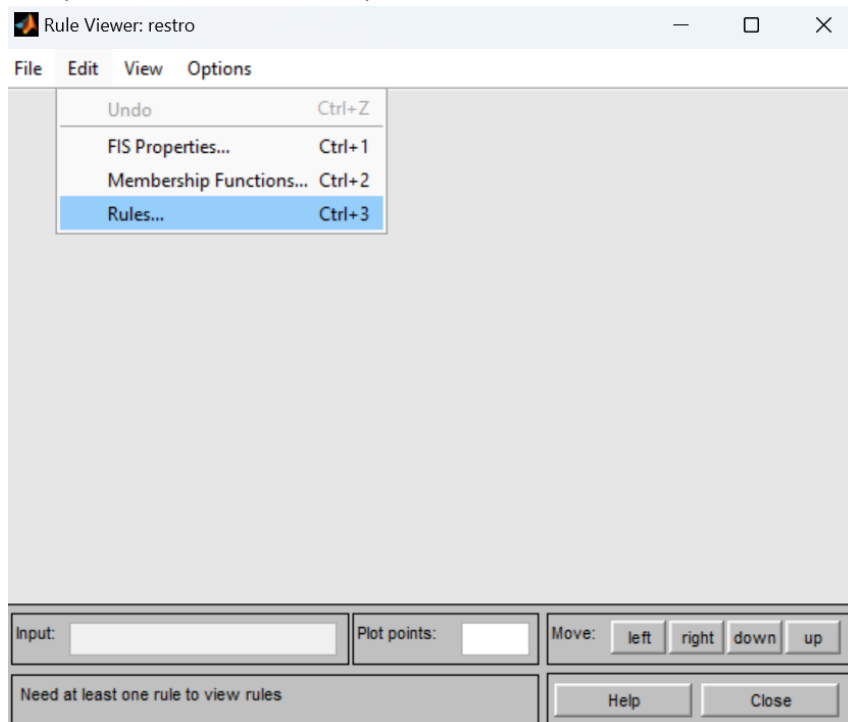 Rule Viewer: restro
File Edit View Options
Undo Ctrl+Z
FIS Properties... Ctrl+1
Membership Functions... Ctrl+2
Rules... Ctrl+3
Input: Plot points: Move: left right down up
Need at least one rule to view rules Help Close